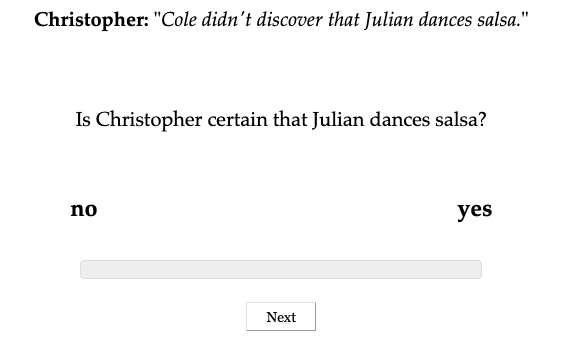 Christopher: "Cole didn't discover that Julian dances salsa."
Is Christopher certain that Julian dances salsa?
no yes
Next